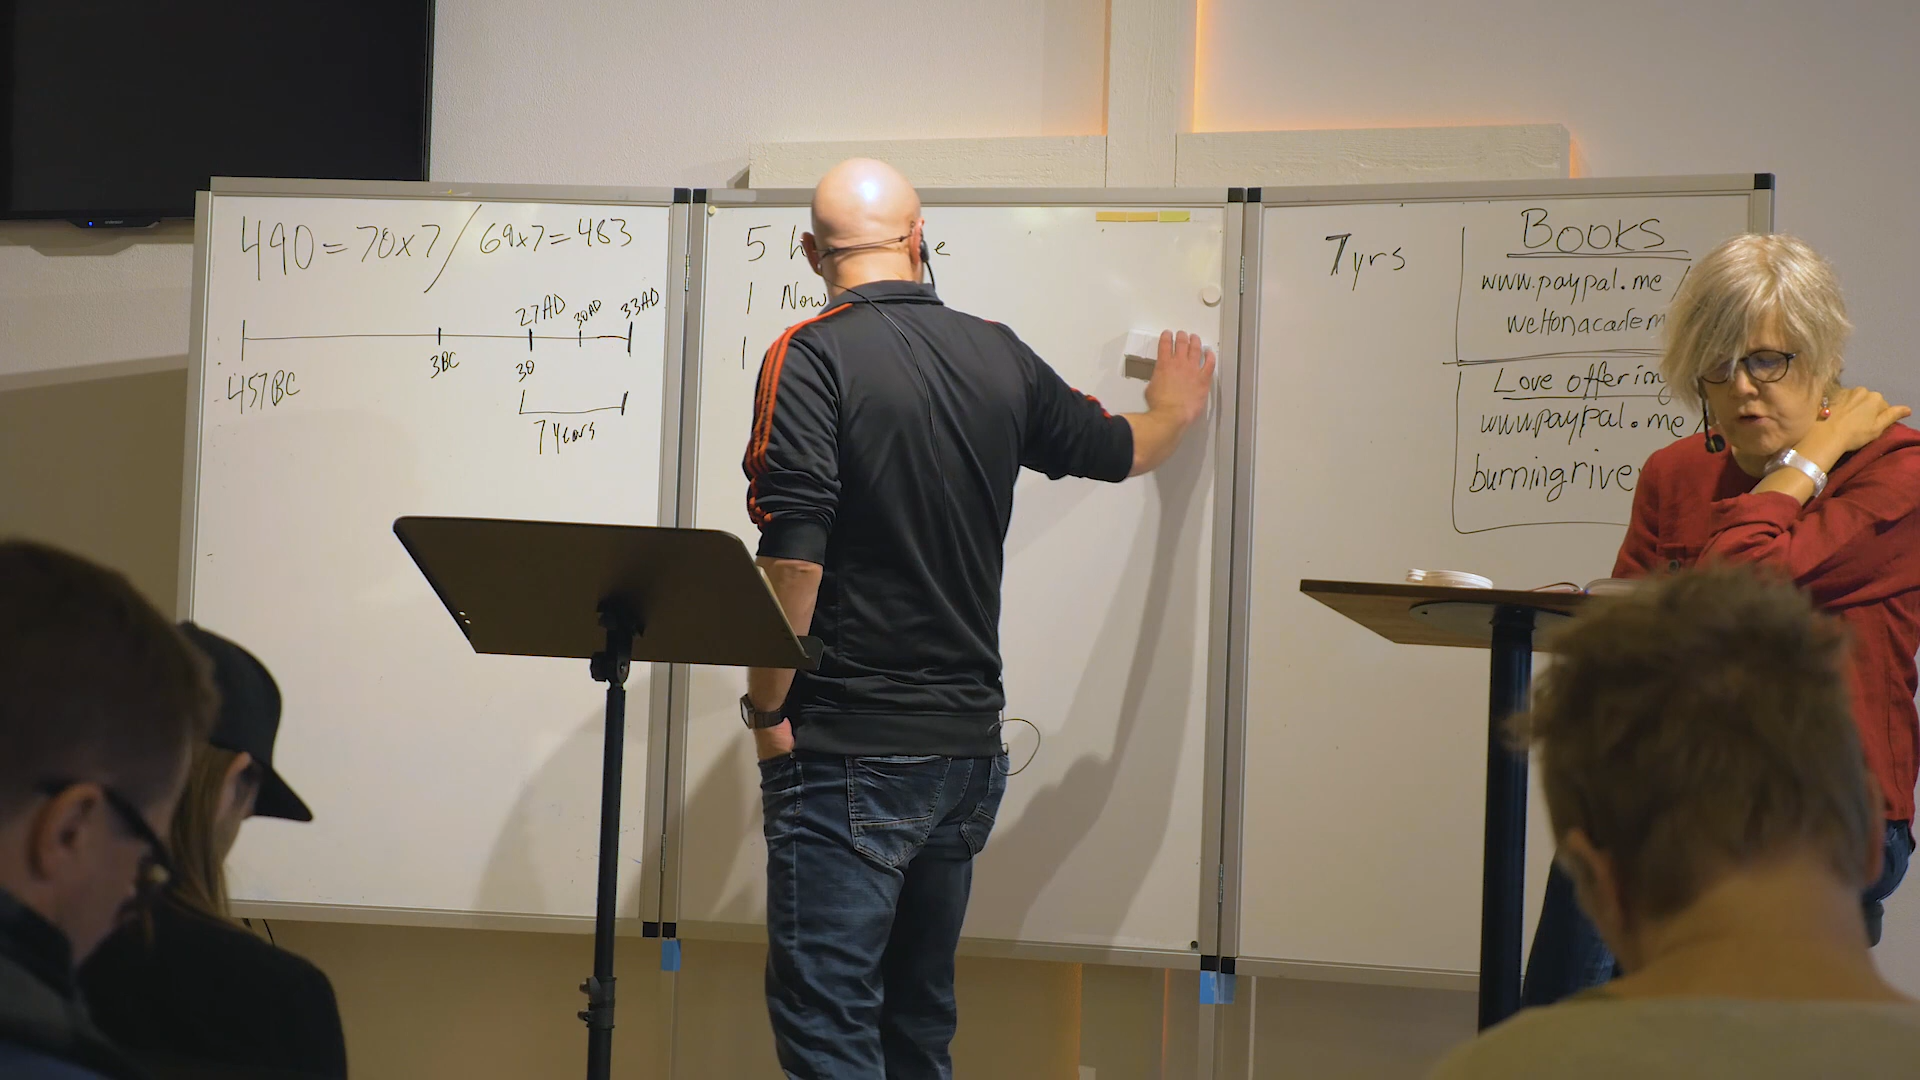 490 = 70x7 / 69x7 = 483
27AD 30AD 33AD
457BC 3BC 30
7 Years
5
1 Now
1
7yrs
Books
www.paypal.me/
weltonacadem
Love offering
www.paypal.me/
burningrive